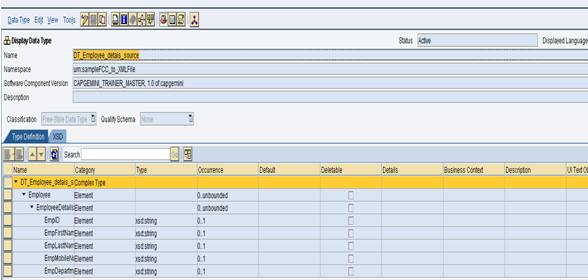 Data Type Edit View Tools
Display Data Type
Status Active Displayed Language
Name DT_Employee_detais_source
Namespace urn:sampleFCC_to_XMLFile
Software Component Version CAPGEMINI_TRAINER_MASTER, 1.0 of capgemini
Description
Classification Free-Style Data Type Qualify Schema None
Type Definition XSD
Search Go
Name Category Type Occurrence Default Deletable Details Business Context Description UI Text Ob
DT_Employee_detais_s Complex Type
Employee Element 0..unbounded
EmployeeDetails Element 0..unbounded
EmpID Element xsd:string 0..1
EmpFirstNam Element xsd:string 0..1
EmpLastNam Element xsd:string 0..1
EmpMobileN Element xsd:string 0..1
EmpDepartm Element xsd:string 0..1